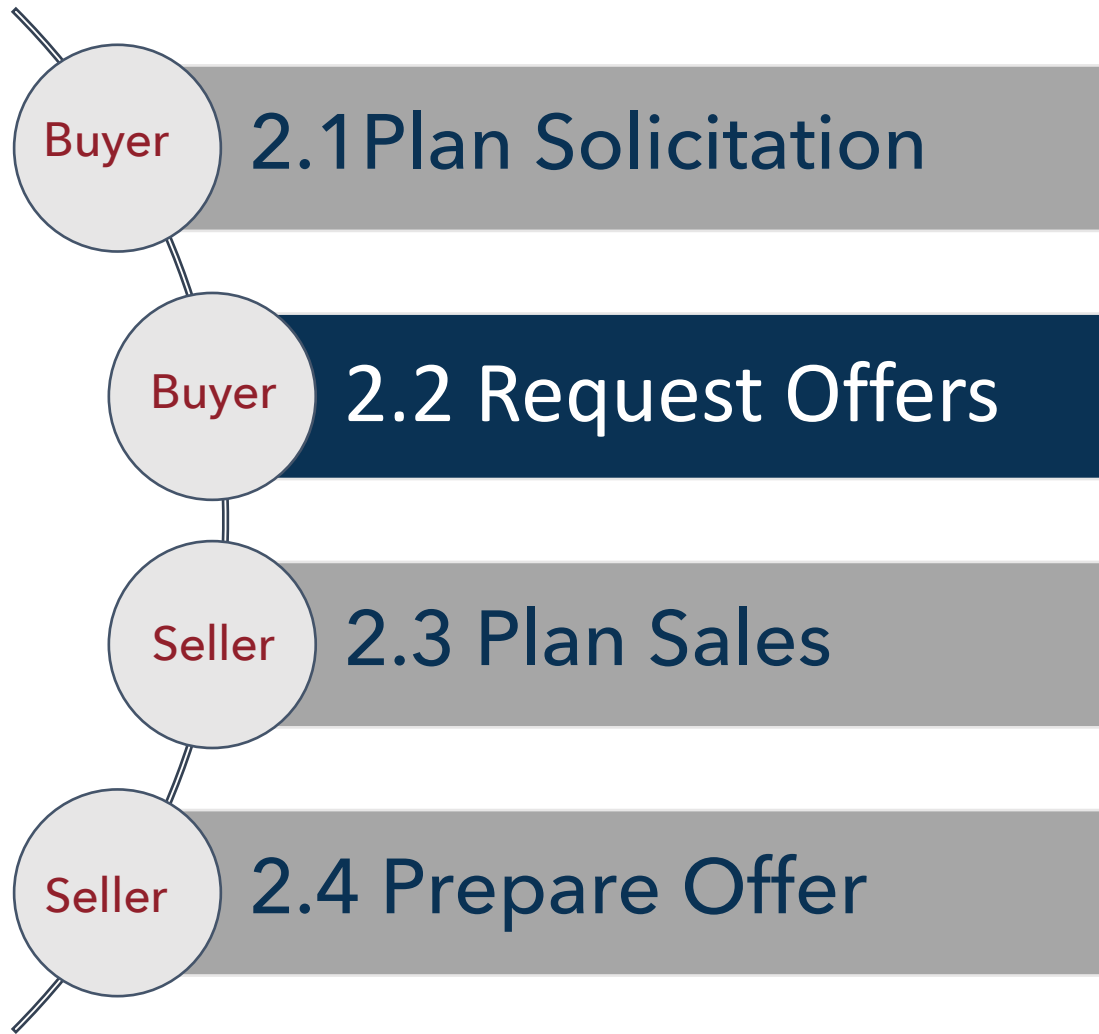 Buyer
2.1Plan Solicitation
Buyer
2.2 Request Offers
Seller
2.3 Plan Sales
Seller
2.4 Prepare Offer